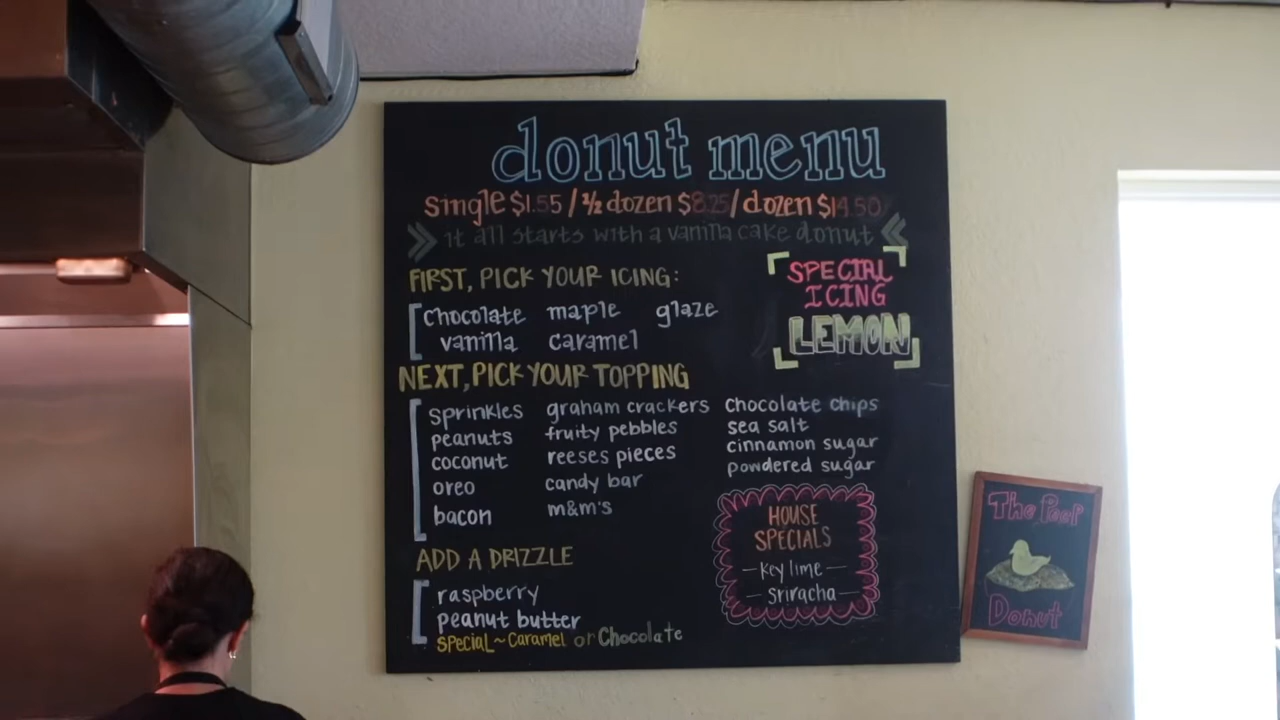 donut menu
single $1.55 / ½ dozen $8.25 / dozen $14.50
it all starts with a vanilla cake donut
FIRST, PICK YOUR ICING:
chocolate maple glaze
vanilla caramel
SPECIAL
ICING
LEMON
NEXT, PICK YOUR TOPPING
sprinkles graham crackers chocolate chips
peanuts fruity pebbles sea salt
coconut reeses pieces cinnamon sugar
oreo candy bar powdered sugar
bacon m&m's
HOUSE
SPECIALS
- Key lime -
- Sriracha -
ADD A DRIZZLE
raspberry
peanut butter
SPECIAL ~ Caramel or Chocolate
The Peep
Donut